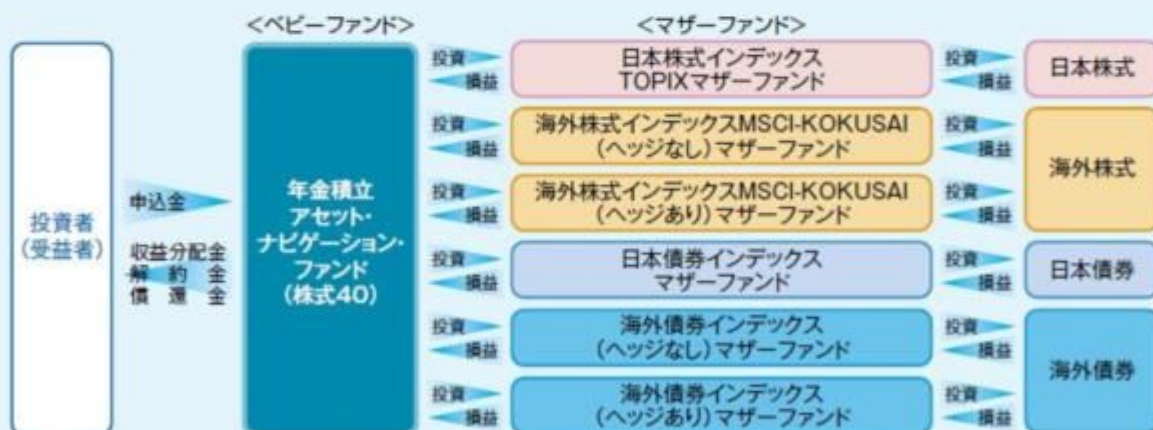 <ベビーファンド>
<マザーファンド>
投資者
(受益者)
申込金
収益分配金
解約金
償還金
年金積立
アセット・
ナビゲーション・
ファンド
(株式40)
投資
損益
日本株式インデックス
TOPIXマザーファンド
投資
損益
日本株式
投資
損益
海外株式インデックスMSCI-KOKUSAI
(ヘッジなし)マザーファンド
投資
損益
海外株式
投資
損益
海外株式インデックスMSCI-KOKUSAI
(ヘッジあり)マザーファンド
投資
損益
投資
損益
日本債券インデックス
マザーファンド
投資
損益
日本債券
投資
損益
海外債券インデックス
(ヘッジなし)マザーファンド
投資
損益
海外債券
投資
損益
海外債券インデックス
(ヘッジあり)マザーファンド
投資
損益